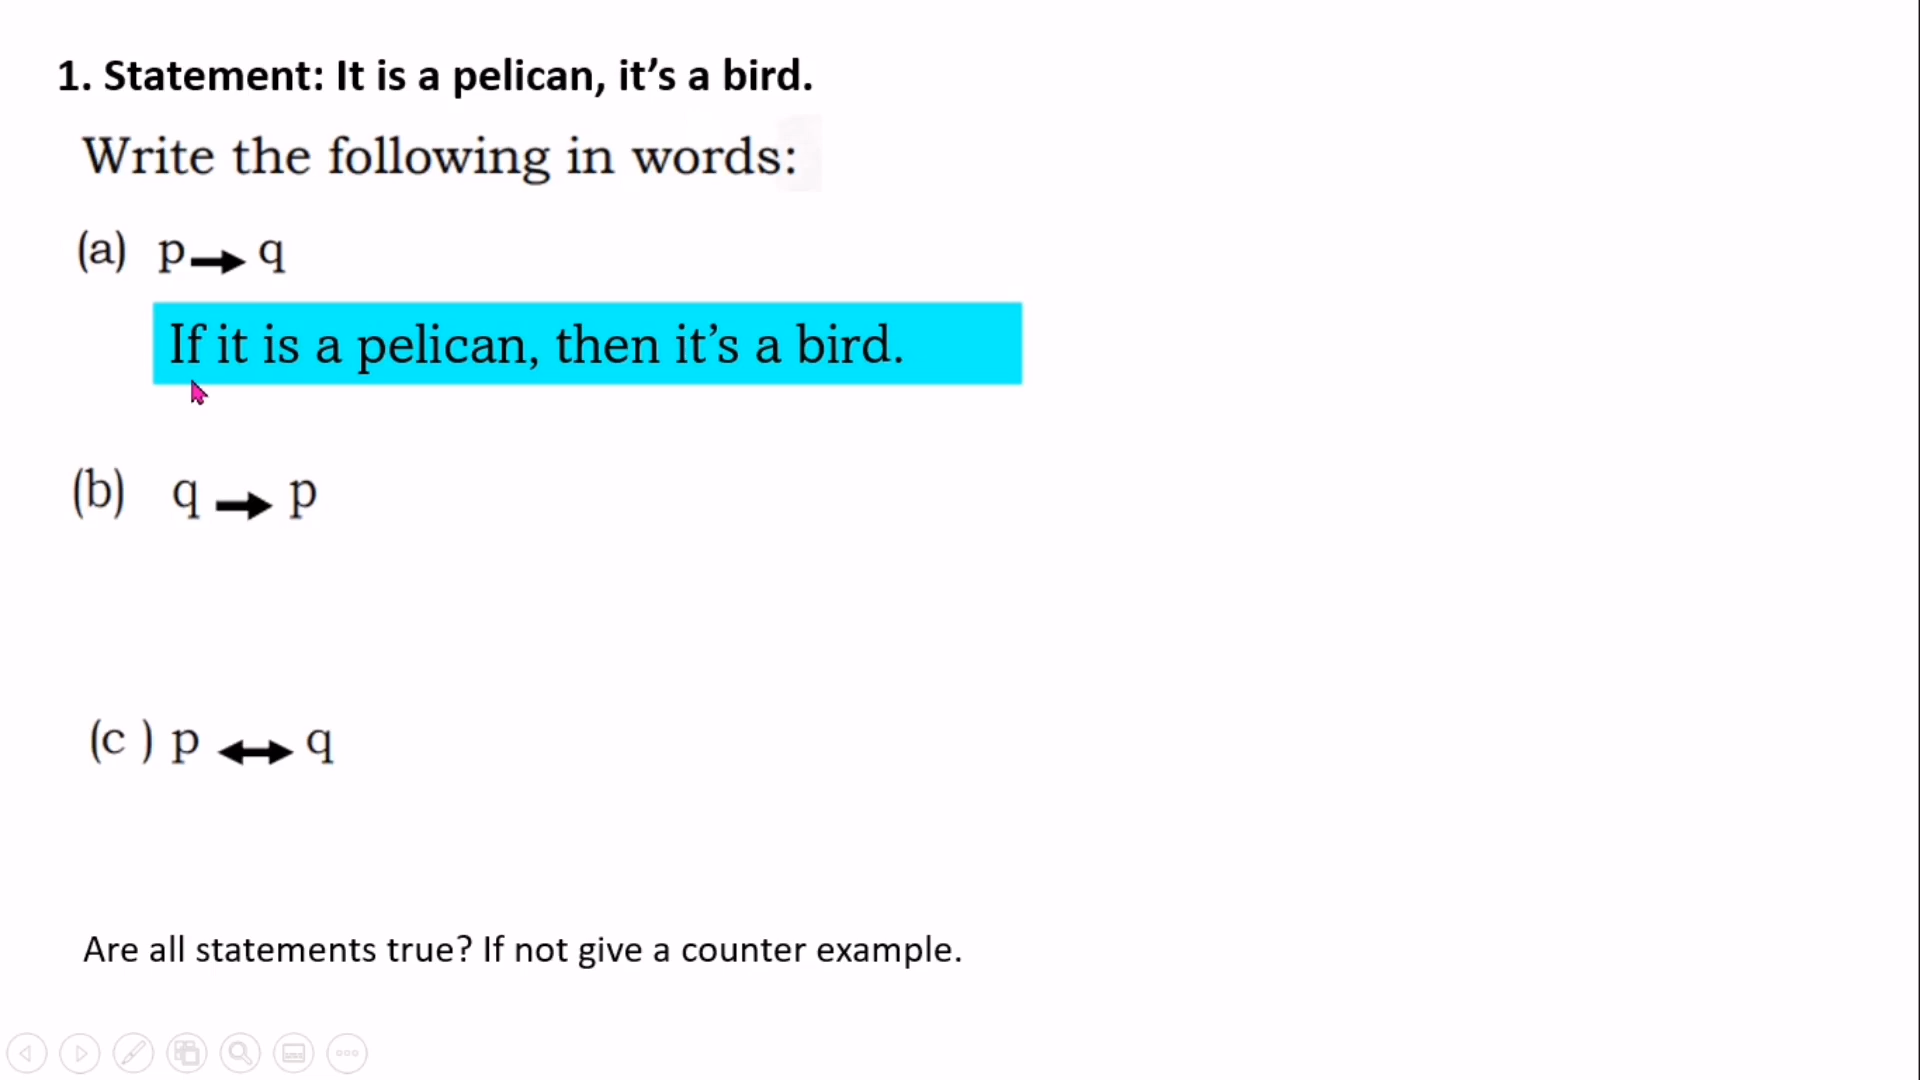 1. Statement: It is a pelican, it’s a bird.
Write the following in words:
(a) p → q
If it is a pelican, then it’s a bird.
(b) q → p
(c ) p ↔ q
Are all statements true? If not give a counter example.